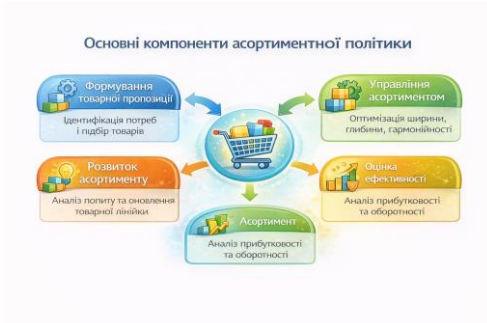 Основні компоненти асортиментної політики
Формування
товарної пропозиції
Ідентифікація потреб
і підбір товарів
Управління
асортиментом
Оптимізація ширини,
глибини, гармонійності
Розвиток
асортименту
Аналіз попиту та оновлення
товарної лінійки
Оцінка
ефективності
Аналіз прибутковості
та оборотності
Асортимент
Аналіз прибутковості
та оборотності